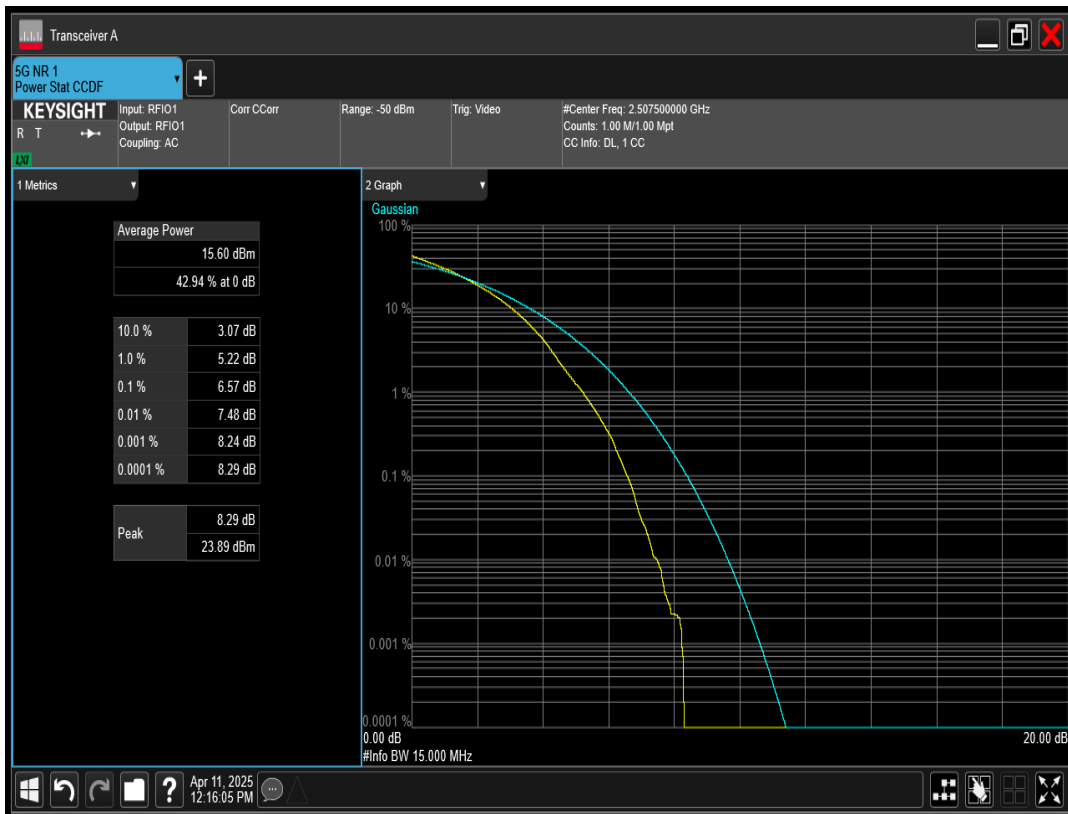 Transceiver A
5G NR 1
Power Stat CCDF
+
KEYSIGHT
R T
LXI
Input: RFIO1
Output: RFIO1
Coupling: AC
Corr CCorr
Range: -50 dBm
Trig: Video
#Center Freq: 2.507500000 GHz
Counts: 1.00 M/1.00 Mpt
CC Info: DL, 1 CC
1 Metrics
Average Power
15.60 dBm
42.94 % at 0 dB
10.0 % 3.07 dB
1.0 % 5.22 dB
0.1 % 6.57 dB
0.01 % 7.48 dB
0.001 % 8.24 dB
0.0001 % 8.29 dB
Peak
8.29 dB
23.89 dBm
2 Graph
Gaussian
100 %
10 %
1 %
0.1 %
0.01 %
0.001 %
0.0001 %
0.00 dB 20.00 dB
#Info BW 15.000 MHz
?
Apr 11, 2025
12:16:05 PM